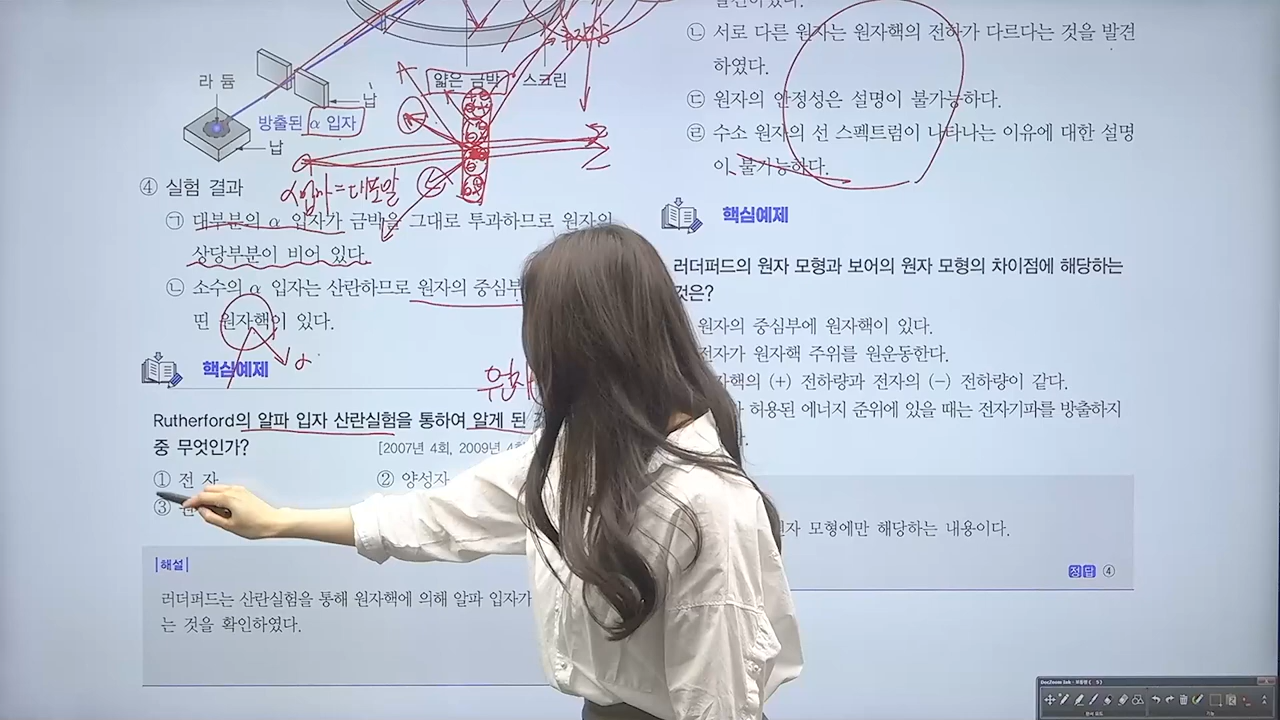 라 듐
납
방출된 α 입자
납
얇은 금박
스크린
α입자=대포알
④ 실험 결과
㉠ 대부분의 α 입자가 금박을 그대로 투과하므로 원자의
상당부분이 비어 있다.
㉡ 소수의 α 입자는 산란하므로 원자의 중심부
띤 원자핵이 있다.
α
핵심예제
Rutherford의 알파 입자 산란실험을 통하여 알게 된
중 무엇인가?
[2007년 4회, 2009년 4회
① 전 자
② 양성자
③ 원
|해설|
러더퍼드는 산란실험을 통해 원자핵에 의해 알파 입자가
는 것을 확인하였다.
㉡ 서로 다른 원자는 원자핵의 전하가 다르다는 것을 발견
하였다.
㉢ 원자의 안정성은 설명이 불가능하다.
㉣ 수소 원자의 선 스펙트럼이 나타나는 이유에 대한 설명
이 불가능하다.
핵심예제
러더퍼드의 원자 모형과 보어의 원자 모형의 차이점에 해당하는
것은?
원자의 중심부에 원자핵이 있다.
전자가 원자핵 주위를 원운동한다.
자핵의 (+) 전하량과 전자의 (−) 전하량이 같다.
허용된 에너지 준위에 있을 때는 전자기파를 방출하지
자 모형에만 해당하는 내용이다.
정답 ④